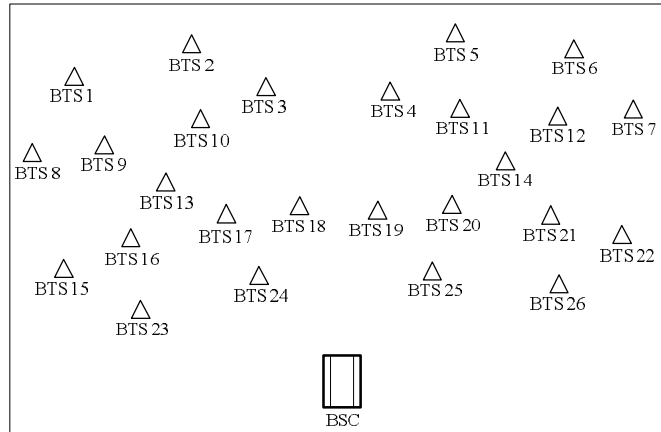 BTS 5
BTS 2
BTS 6
BTS 1
BTS 3
BTS 4
BTS 11
BTS 7
BTS 12
BTS 10
BTS 9
BTS 8
BTS 14
BTS 13
BTS 20
BTS 18
BTS 19
BTS 17
BTS 21
BTS 22
BTS 16
BTS 15
BTS 25
BTS 24
BTS 26
BTS 23
BSC